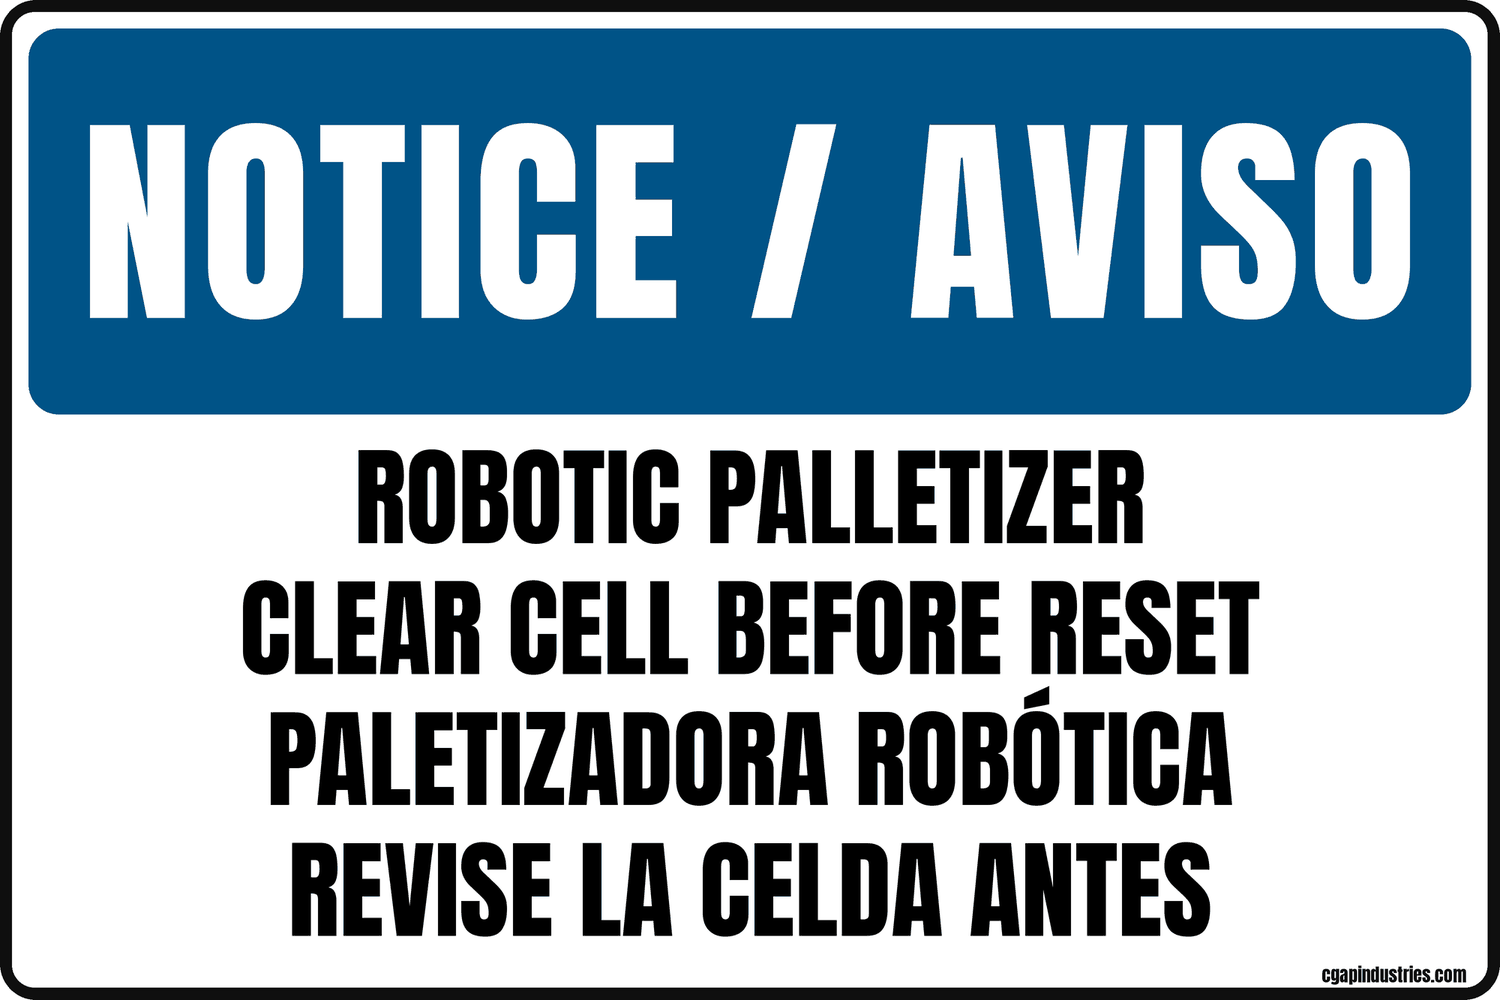 NOTICE / AVISO
ROBOTIC PALLETIZER
CLEAR CELL BEFORE RESET
PALETIZADORA ROBÓTICA
REVISE LA CELDA ANTES
cgapindustries.com